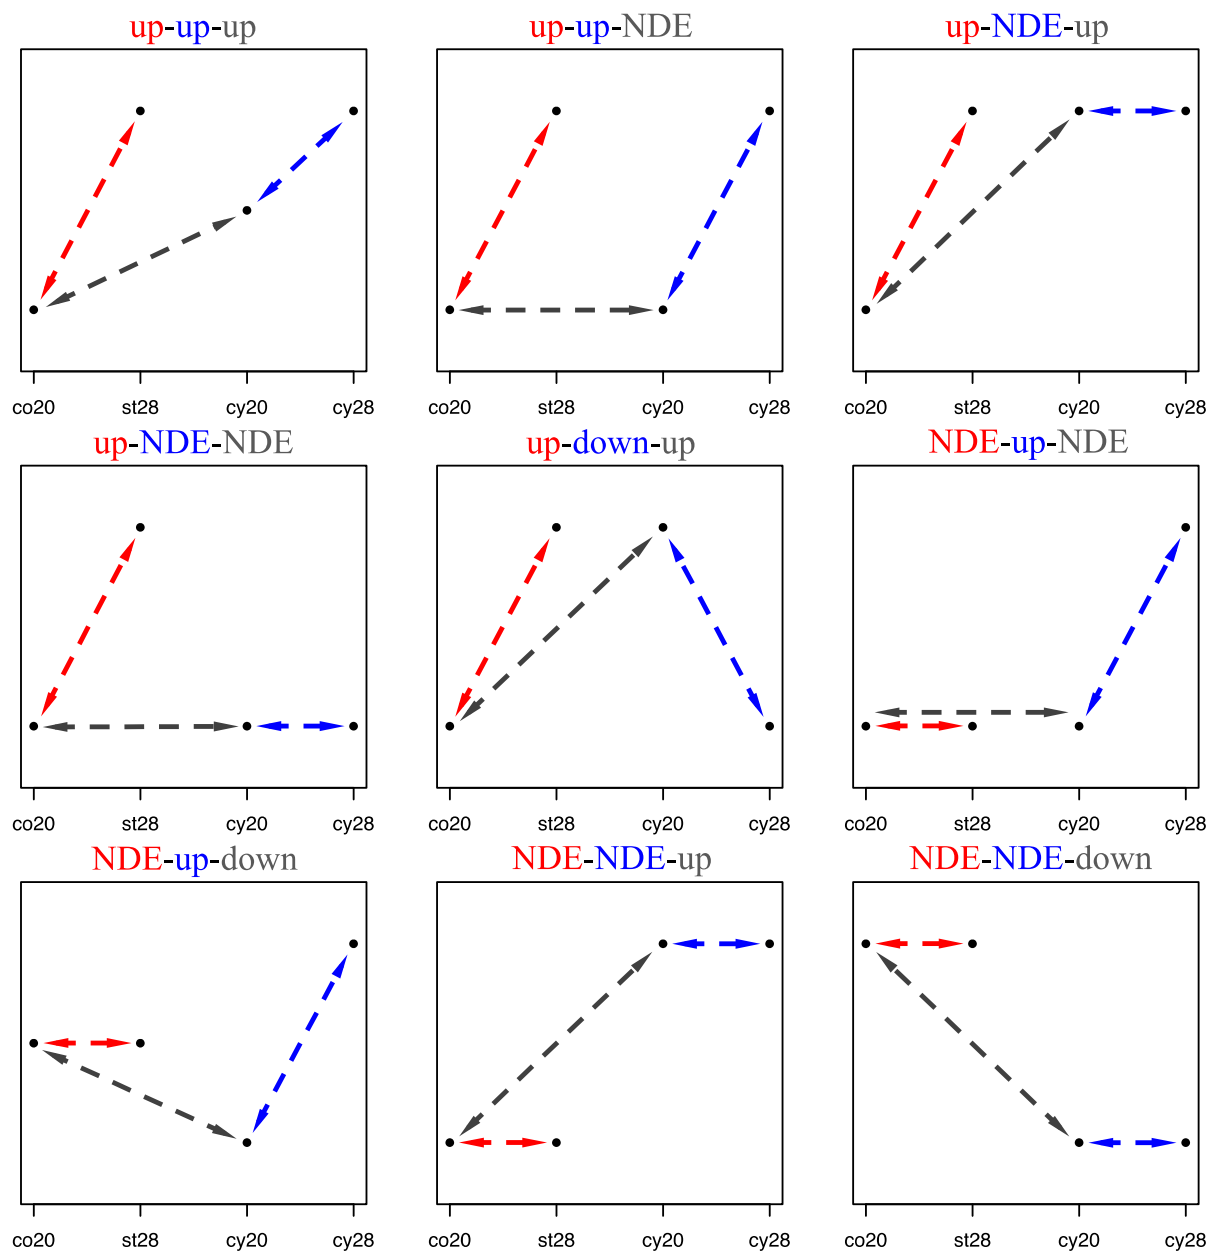 up-up-up up-up-NDE up-NDE-up
co20 st28 cy20 cy28 co20 st28 cy20 cy28 co20 st28 cy20 cy28
up-NDE-NDE up-down-up NDE-up-NDE
co20 st28 cy20 cy28 co20 st28 cy20 cy28 co20 st28 cy20 cy28
NDE-up-down NDE-NDE-up NDE-NDE-down
co20 st28 cy20 cy28 co20 st28 cy20 cy28 co20 st28 cy20 cy28